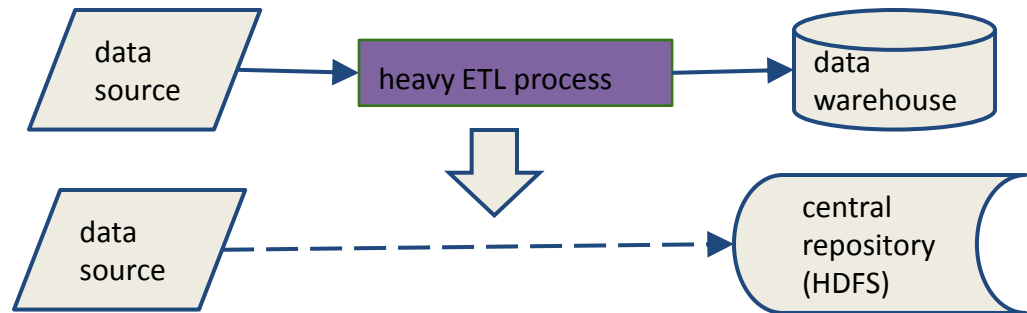 data
source
heavy ETL process
data
warehouse
data
source
central
repository
(HDFS)